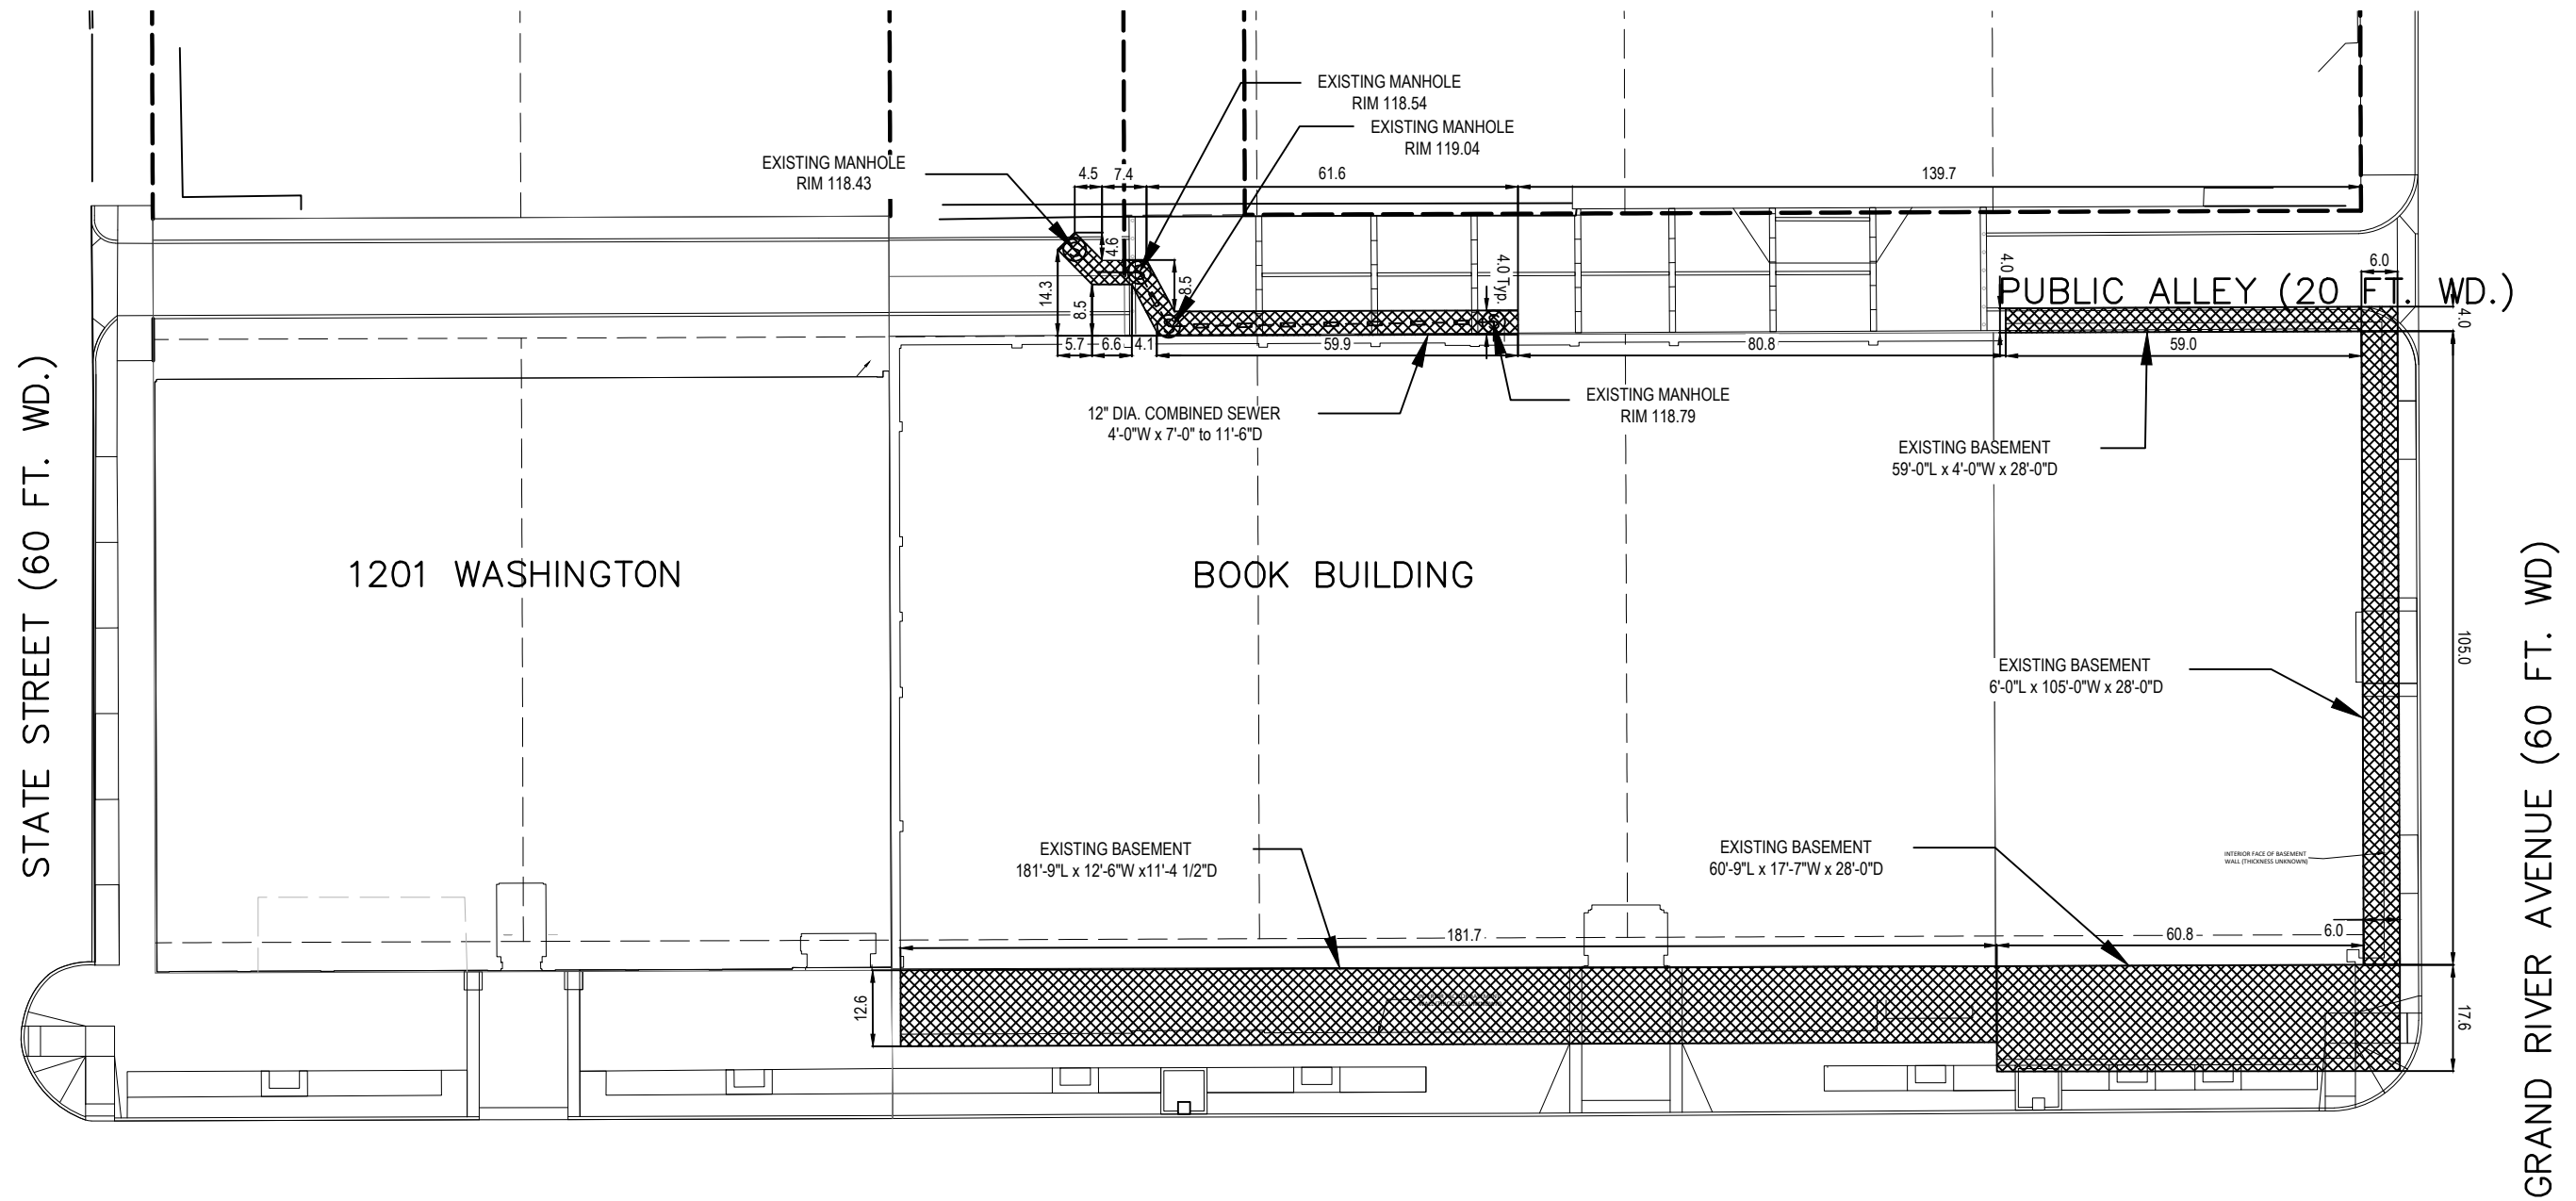 EXISTING MANHOLE
RIM 118.54
EXISTING MANHOLE
RIM 119.04
EXISTING MANHOLE
RIM 118.43
4.5
7.4
61.6
139.7
4.6
8.5
14.3
8.5
4.0 Typ.
4.0
6.0
PUBLIC ALLEY (20 FT. WD.)
4.0
5.7
6.6
4.1
59.9
80.8
59.0
EXISTING MANHOLE
RIM 118.79
12" DIA. COMBINED SEWER
4'-0"W x 7'-0" to 11'-6"D
EXISTING BASEMENT
59'-0"L x 4'-0"W x 28'-0"D
STATE STREET (60 FT. WD.)
1201 WASHINGTON
BOOK BUILDING
105.0
EXISTING BASEMENT
6'-0"L x 105'-0"W x 28'-0"D
GRAND RIVER AVENUE (60 FT. WD)
EXISTING BASEMENT
181'-9"L x 12'-6"W x11'-4 1/2"D
EXISTING BASEMENT
60'-9"L x 17'-7"W x 28'-0"D
INTERIOR FACE OF BASEMENT
WALL (THICKNESS UNKNOWN)
181.7
60.8
6.0
12.6
17.6